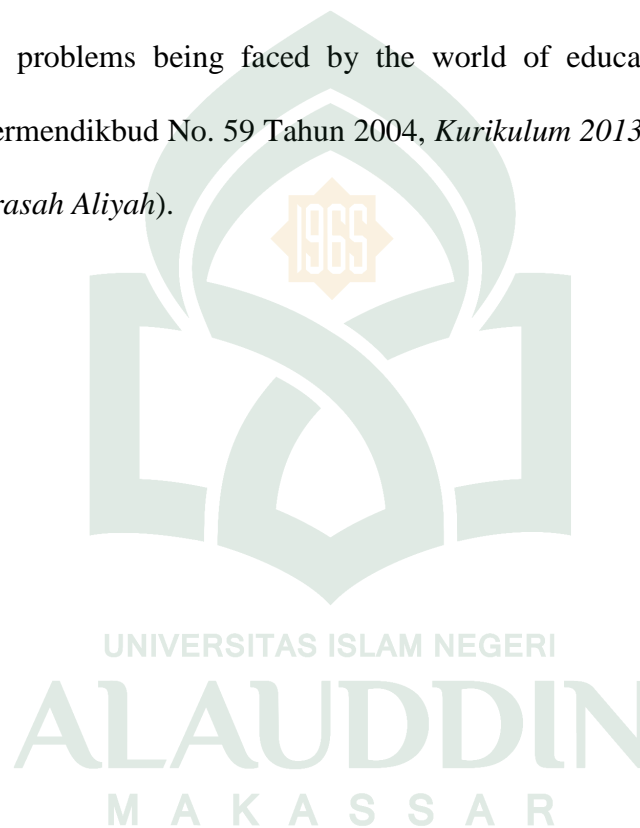 problems being faced by the world of educa
ermendikbud No. 59 Tahun 2004, Kurikulum 2013
rasah Aliyah).
1965
UNIVERSITAS ISLAM NEGERI
ALAUDDIN
MAKASSAR